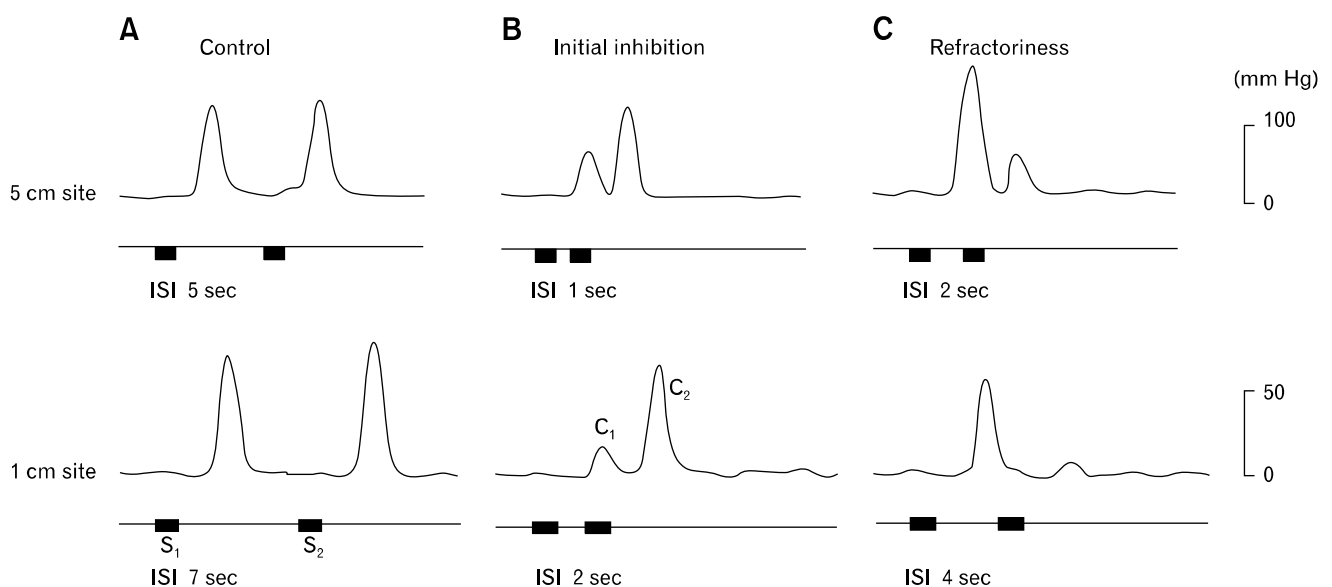 A
Control
B
Initial inhibition
C
Refractoriness
(mm Hg)
100
0
5 cm site
ISI 5 sec
ISI 1 sec
ISI 2 sec
C₁
C₂
50
0
1 cm site
S₁
S₂
ISI 7 sec
ISI 2 sec
ISI 4 sec